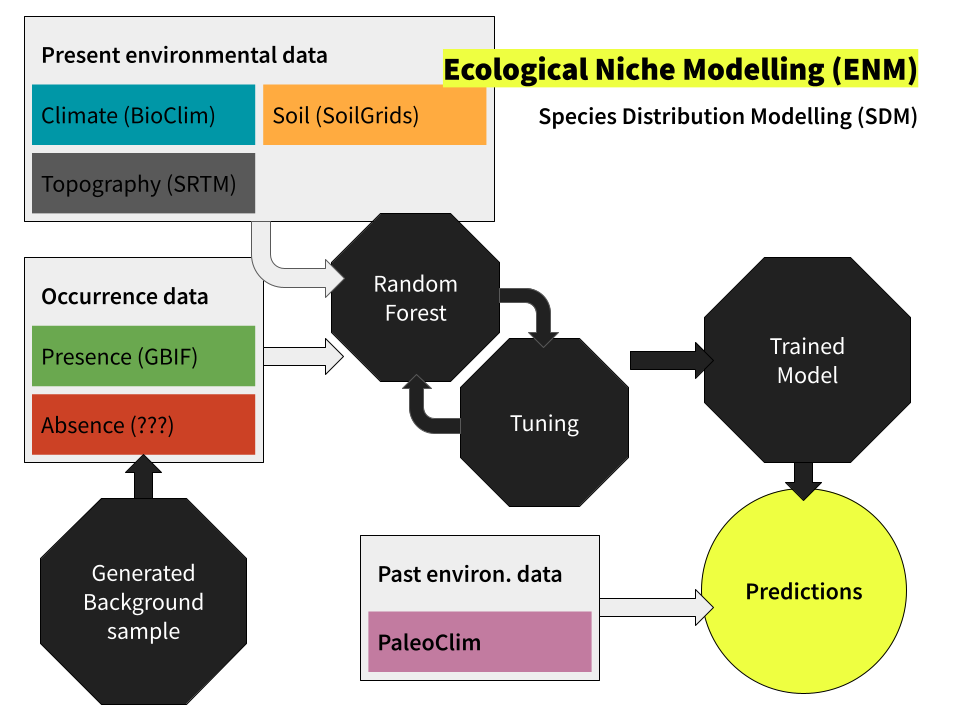 Present environmental data
Climate (BioClim)
Soil (SoilGrids)
Topography (SRTM)
Ecological Niche Modelling (ENM)
Species Distribution Modelling (SDM)
Occurrence data
Presence (GBIF)
Absence (???)
Generated
Background
sample
Random
Forest
Tuning
Trained
Model
Past environ. data
PaleoClim
Predictions